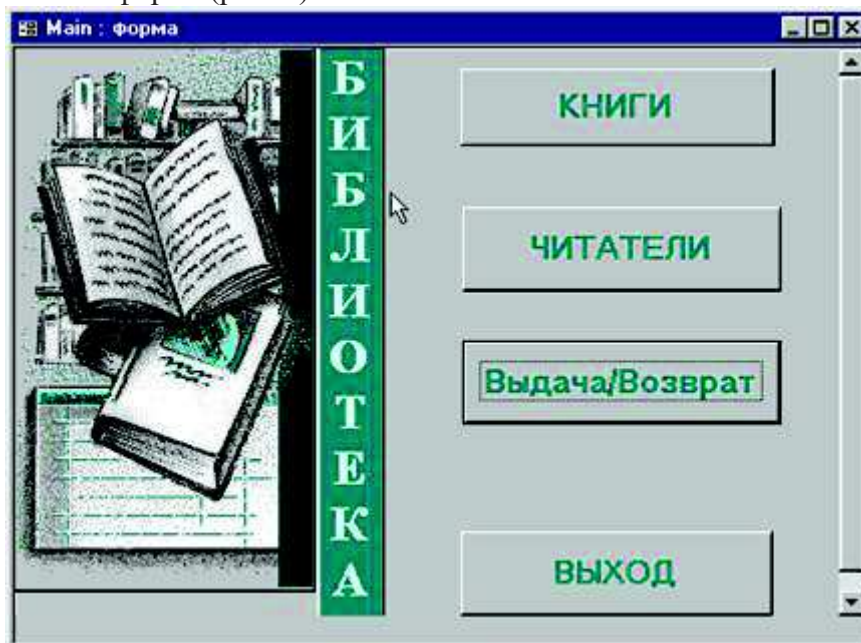 Main : форма
БИБЛИОТЕКА
КНИГИ
ЧИТАТЕЛИ
Выдача/Возврат
ВЫХОД